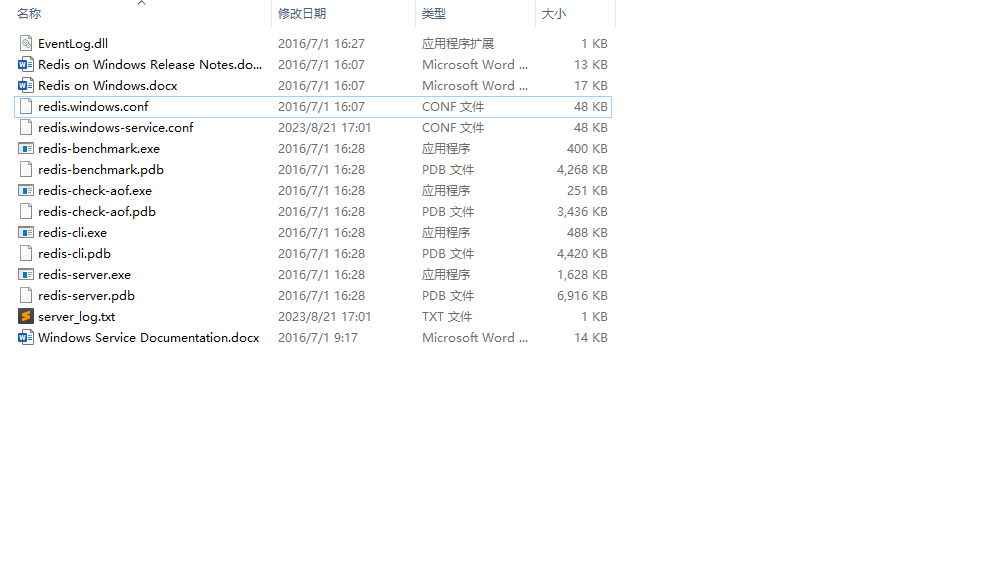 名称 修改日期 类型 大小
EventLog.dll 2016/7/1 16:27 应用程序扩展 1 KB
Redis on Windows Release Notes.do... 2016/7/1 16:07 Microsoft Word ... 13 KB
Redis on Windows.docx 2016/7/1 16:07 Microsoft Word ... 17 KB
redis.windows.conf 2016/7/1 16:07 CONF 文件 48 KB
redis.windows-service.conf 2023/8/21 17:01 CONF 文件 48 KB
redis-benchmark.exe 2016/7/1 16:28 应用程序 400 KB
redis-benchmark.pdb 2016/7/1 16:28 PDB 文件 4,268 KB
redis-check-aof.exe 2016/7/1 16:28 应用程序 251 KB
redis-check-aof.pdb 2016/7/1 16:28 PDB 文件 3,436 KB
redis-cli.exe 2016/7/1 16:28 应用程序 488 KB
redis-cli.pdb 2016/7/1 16:28 PDB 文件 4,420 KB
redis-server.exe 2016/7/1 16:28 应用程序 1,628 KB
redis-server.pdb 2016/7/1 16:28 PDB 文件 6,916 KB
server_log.txt 2023/8/21 17:01 TXT 文件 1 KB
Windows Service Documentation.docx 2016/7/1 9:17 Microsoft Word ... 14 KB